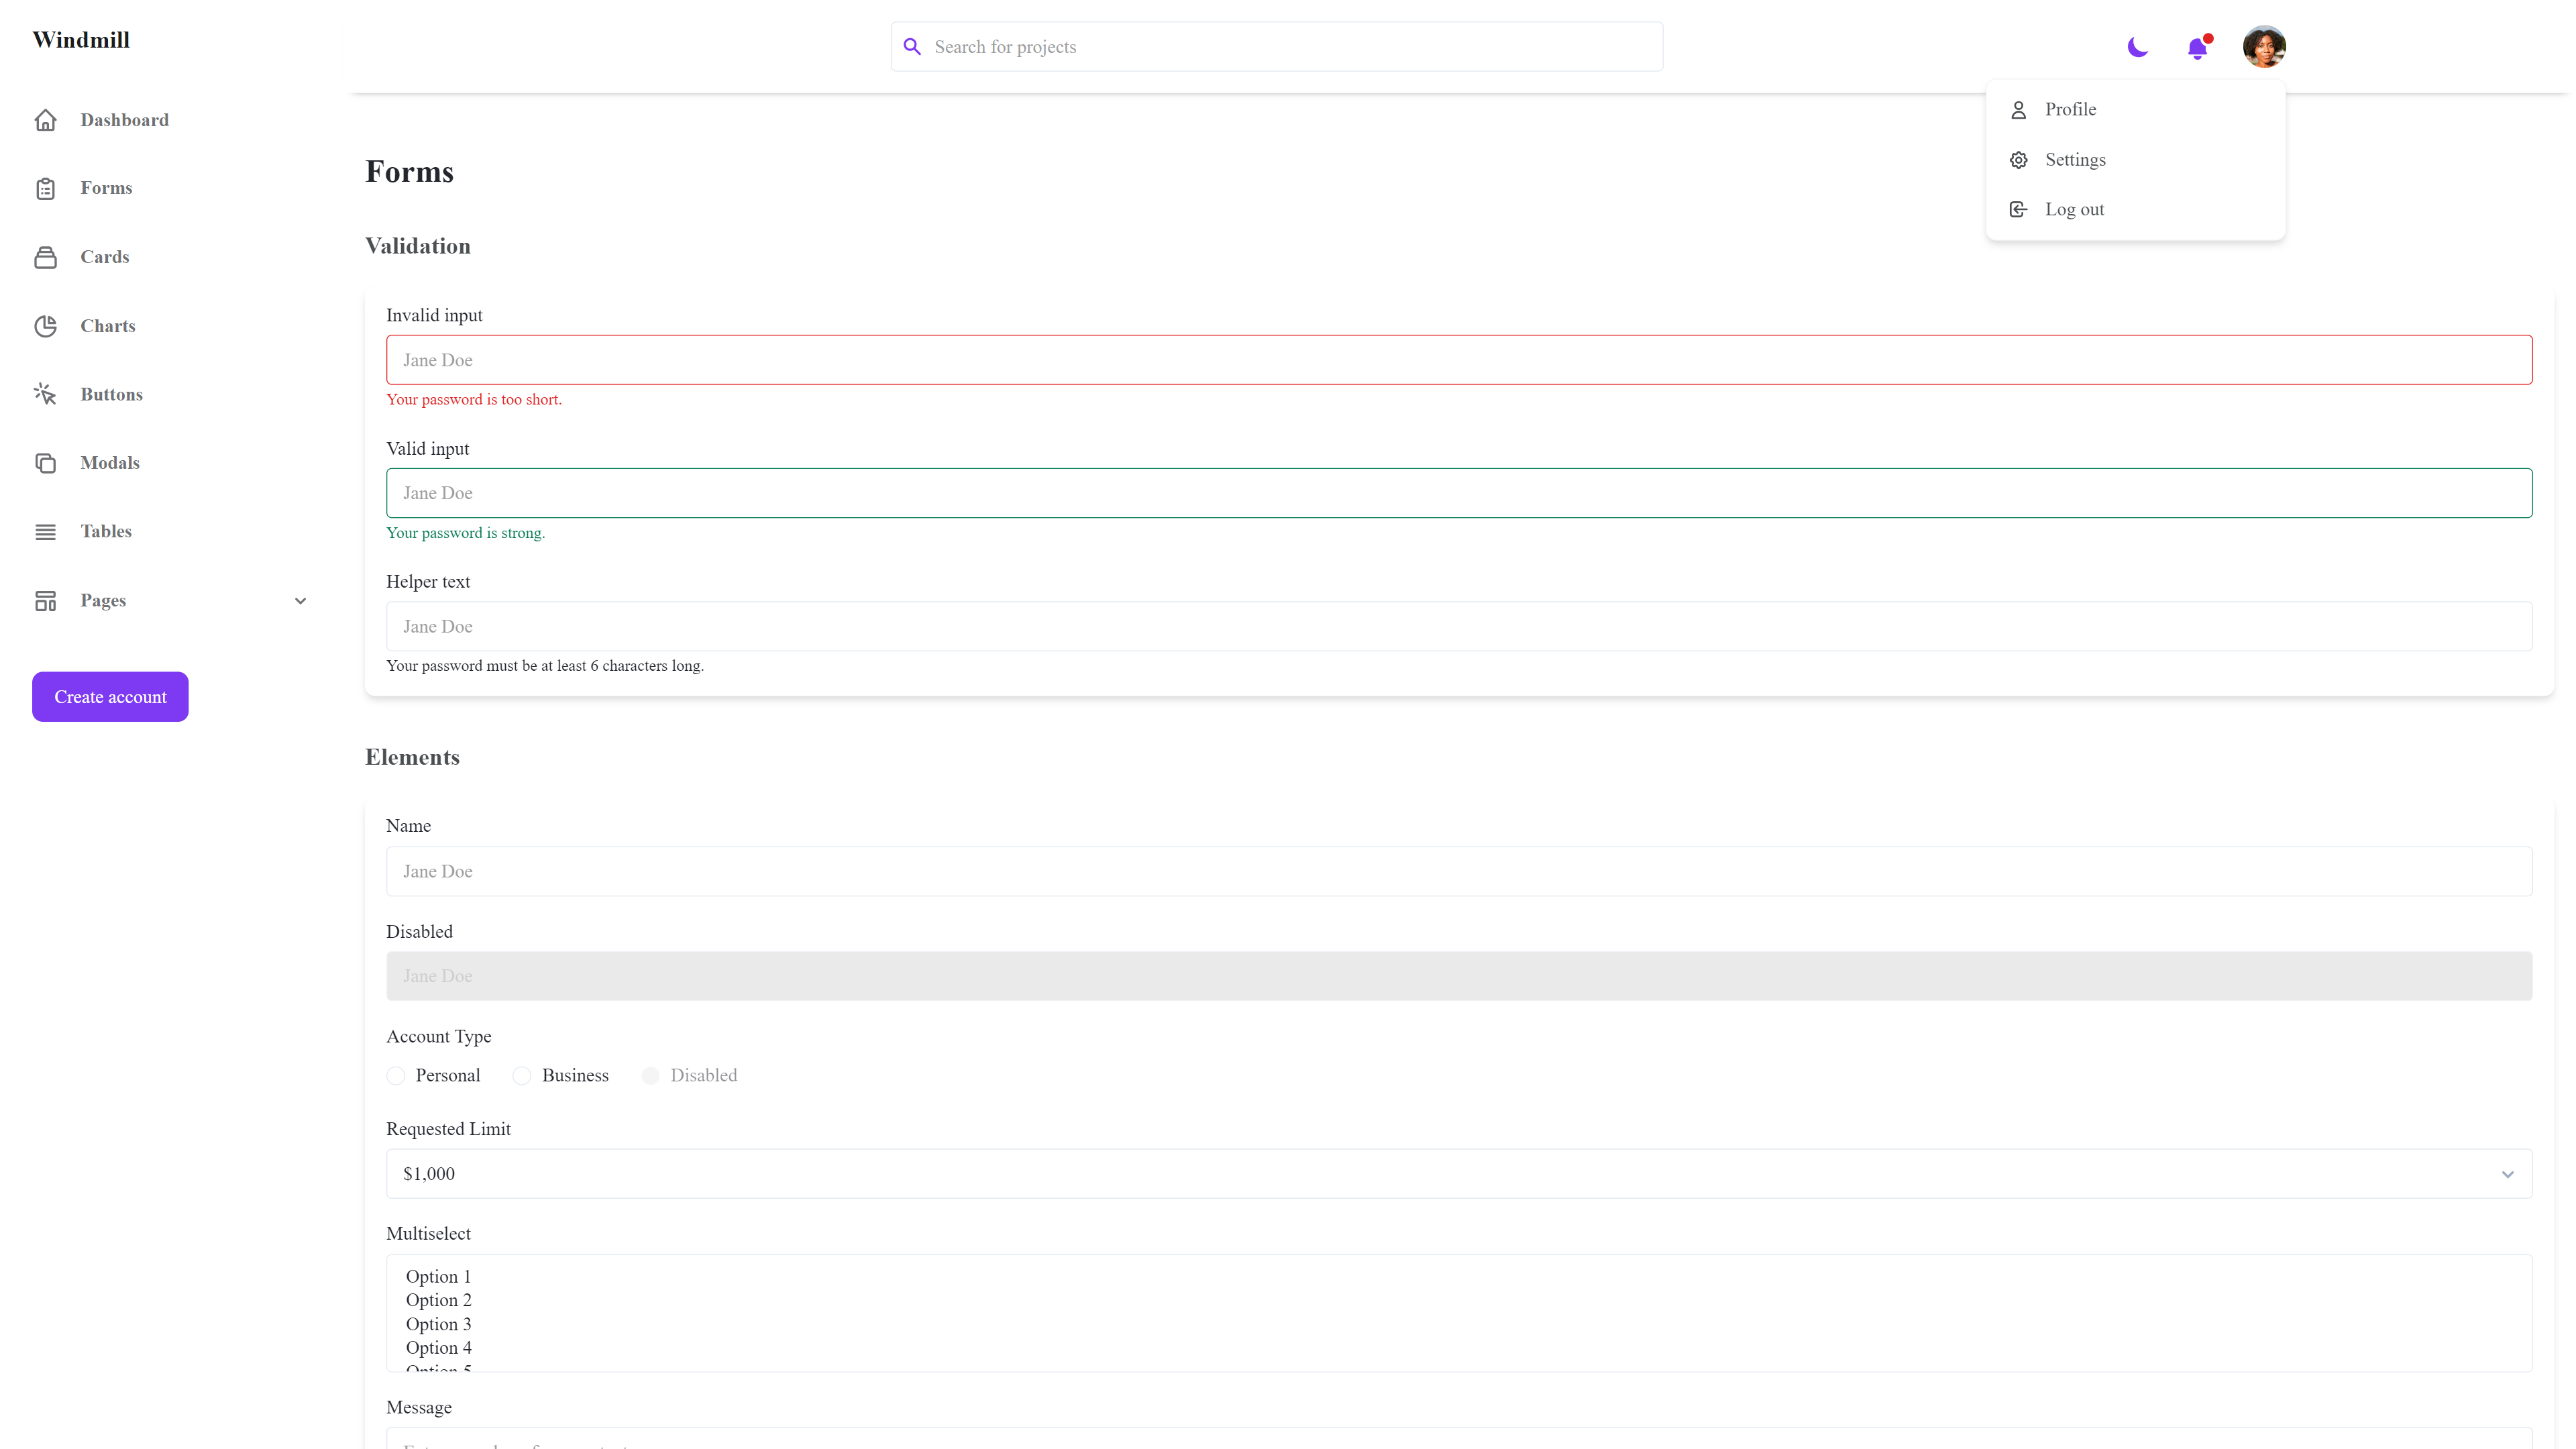 Windmill
Search for projects
Dashboard
Forms
Cards
Charts
Buttons
Modals
Tables
Pages
Create account
Profile
Settings
Log out
Forms
Validation
Invalid input
Jane Doe
Your password is too short.
Valid input
Jane Doe
Your password is strong.
Helper text
Jane Doe
Your password must be at least 6 characters long.
Elements
Name
Jane Doe
Disabled
Jane Doe
Account Type
Personal Business Disabled
Requested Limit
$1,000
Multiselect
Option 1
Option 2
Option 3
Option 4
Option 5
Message